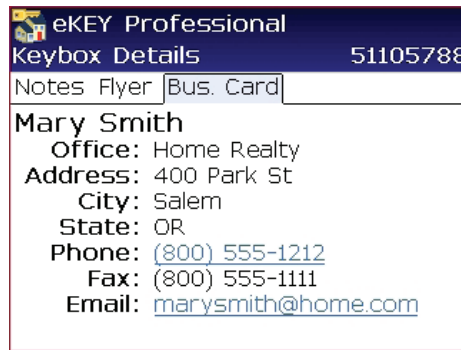 eKEY Professional
Keybox Details 51105788
Notes Flyer Bus. Card
Mary Smith
Office: Home Realty
Address: 400 Park St
City: Salem
State: OR
Phone: (800) 555-1212
Fax: (800) 555-1111
Email: marysmith@home.com